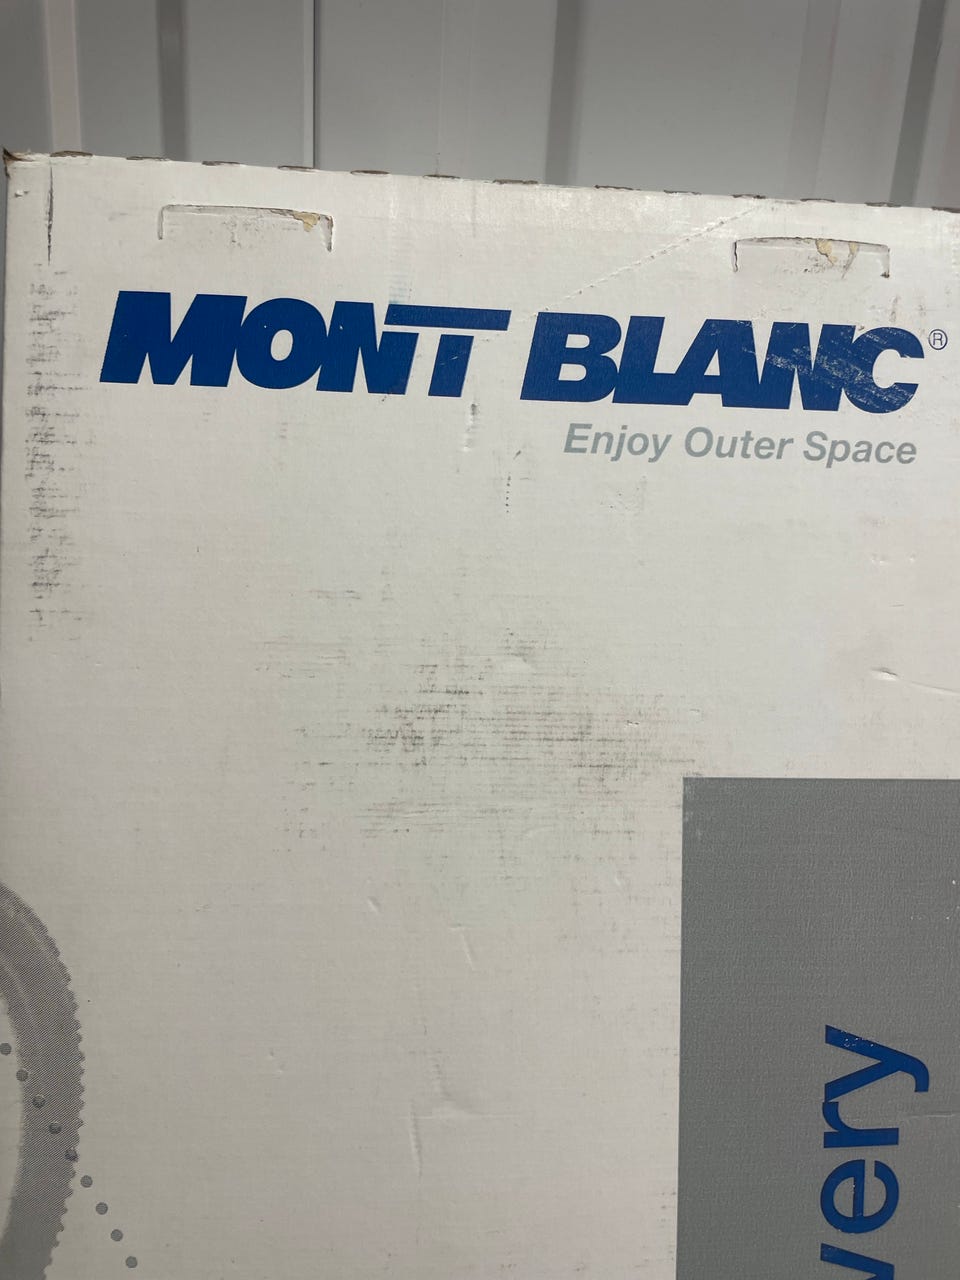 MONT BLANC®
Enjoy Outer Space
very